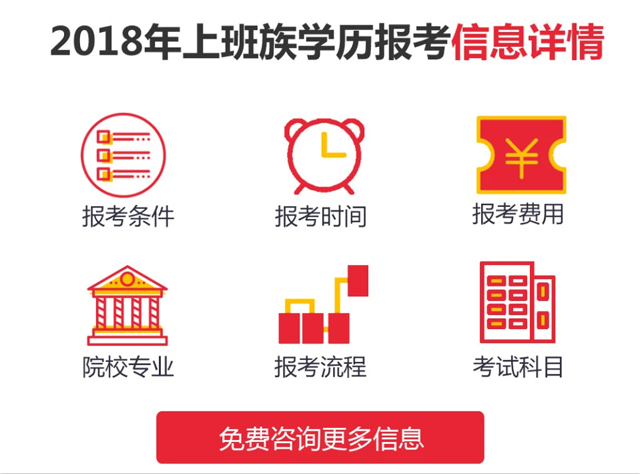 2018年上班族学历报考信息详情
报考条件
报考时间
报考费用
院校专业
报考流程
考试科目
免费咨询更多信息